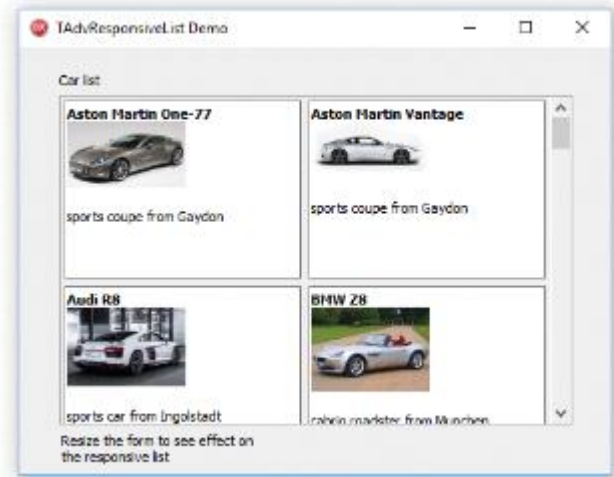 TAdvResponsiveList Demo
Car list
Aston Martin One-77
Aston Martin Vantage
sports coupe from Gaydon
sports coupe from Gaydon
Audi R8
BMW Z8
sports car from Ingolstadt
cabrio roadster from Munchen
Resize the form to see effect on
the responsive list